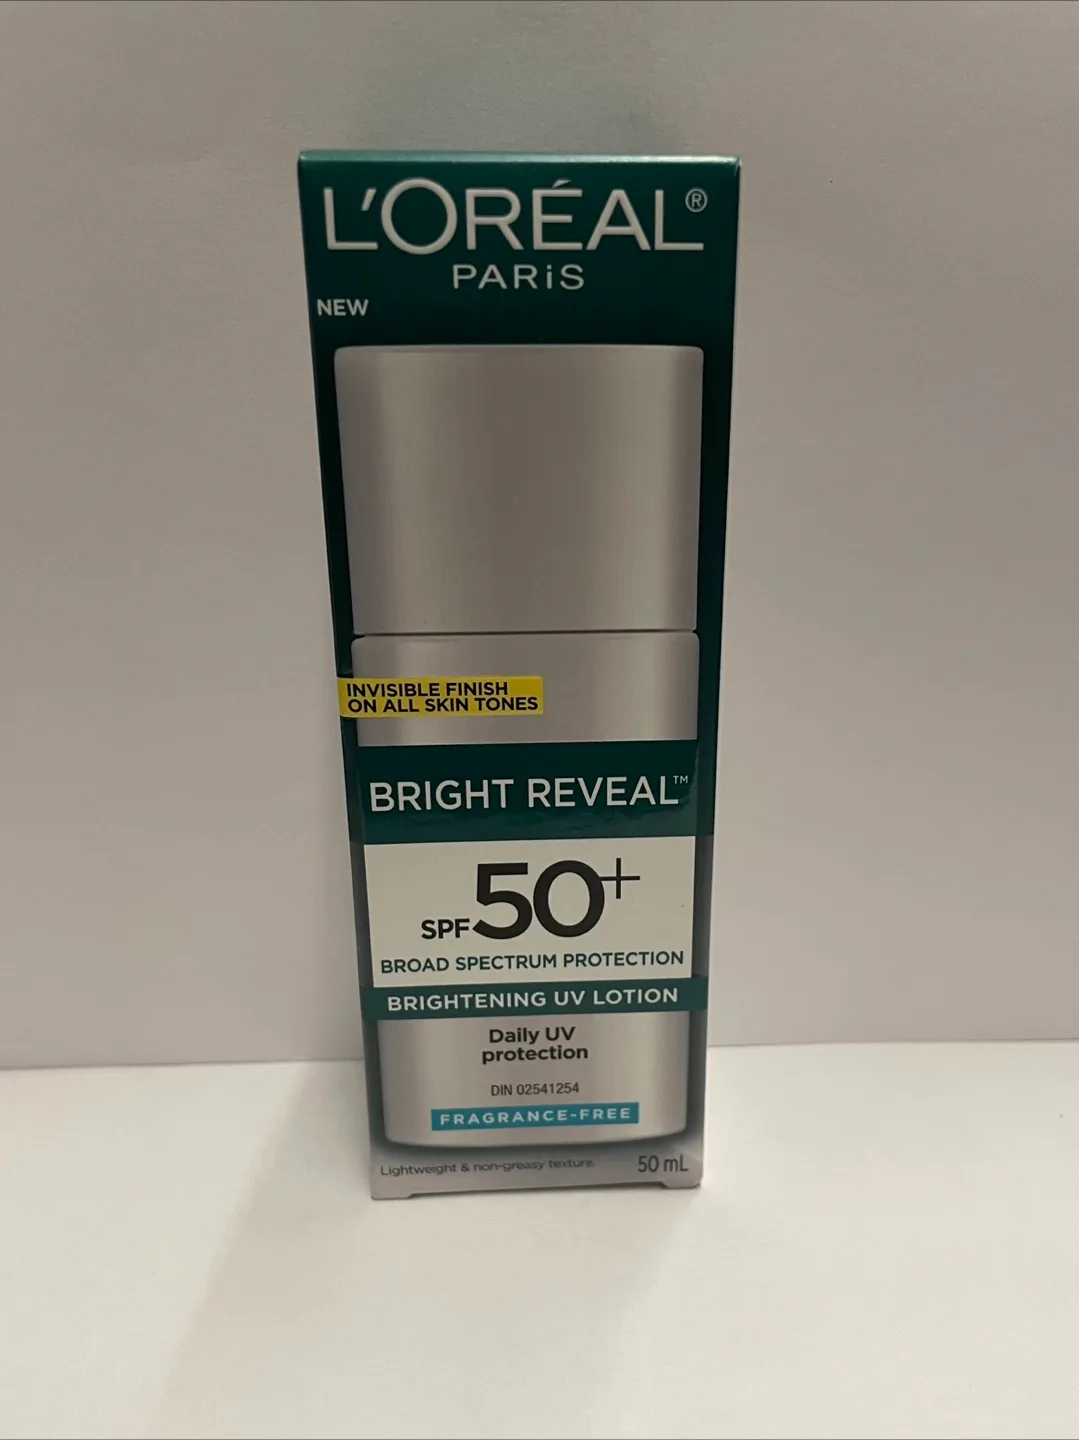 L'ORÉAL®
PARiS
NEW
INVISIBLE FINISH
ON ALL SKIN TONES
BRIGHT REVEAL™
SPF 50+
BROAD SPECTRUM PROTECTION
BRIGHTENING UV LOTION
Daily UV
protection
DIN 02541254
FRAGRANCE-FREE
Lightweight & non-greasy texture.
50 mL